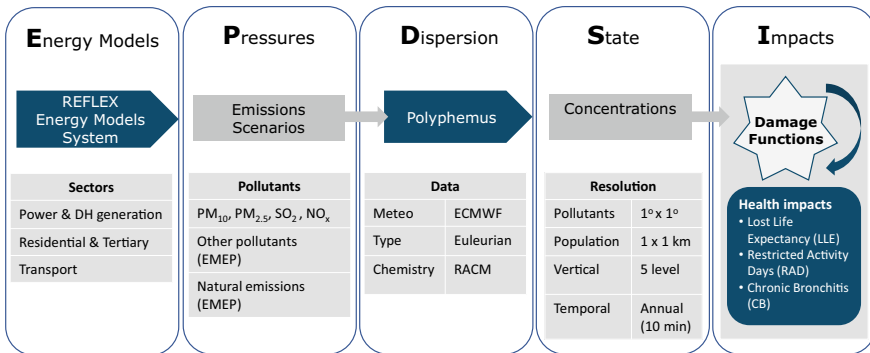 Energy Models
REFLEX
Energy Models
System
Sectors
Power & DH generation
Residential & Tertiary
Transport
Pressures
Emissions
Scenarios
Pollutants
PM10, PM2.5, SO2 , NOx
Other pollutants
(EMEP)
Natural emissions
(EMEP)
Dispersion
Polyphemus
Data
Meteo ECMWF
Type Euleurian
Chemistry RACM
State
Concentrations
Resolution
Pollutants 1º x 1º
Population 1 x 1 km
Vertical 5 level
Temporal Annual
(10 min)
Impacts
Damage
Functions
Health impacts
• Lost Life
Expectancy (LLE)
• Restricted Activity
Days (RAD)
• Chronic Bronchitis
(CB)